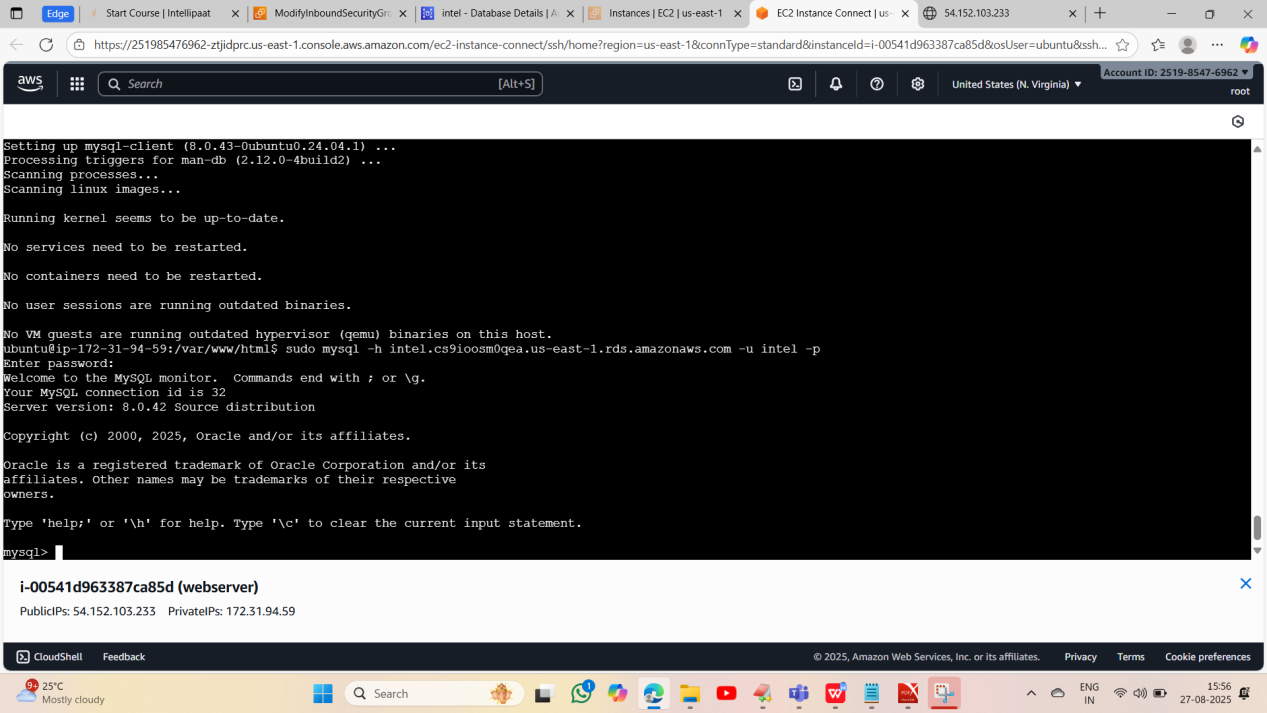 Edge
Start Course | Intellipaat
ModifyInboundSecurityGr
intel - Database Details | A
Instances | EC2 | us-east-1
EC2 Instance Connect | us-
54.152.103.233
https://251985476962-ztjidprc.us-east-1.console.aws.amazon.com/ec2-instance-connect/ssh/home?region=us-east-1&connType=standard&instanceId=i-00541d963387ca85d&osUser=ubuntu&ssh...
aws
Search
[Alt+S]
United States (N. Virginia)
Account ID: 2519-8547-6962
root
Setting up mysql-client (8.0.43-0ubuntu0.24.04.1) ...
Processing triggers for man-db (2.12.0-4build2) ...
Scanning processes...
Scanning linux images...
Running kernel seems to be up-to-date.
No services need to be restarted.
No containers need to be restarted.
No user sessions are running outdated binaries.
No VM guests are running outdated hypervisor (qemu) binaries on this host.
ubuntu@ip-172-31-94-59:/var/www/html$ sudo mysql -h intel.cs9ioosm0qea.us-east-1.rds.amazonaws.com -u intel -p
Enter password:
Welcome to the MySQL monitor.  Commands end with ; or \g.
Your MySQL connection id is 32
Server version: 8.0.42 Source distribution
Copyright (c) 2000, 2025, Oracle and/or its affiliates.
Oracle is a registered trademark of Oracle Corporation and/or its
affiliates. Other names may be trademarks of their respective
owners.
Type 'help;' or '\h' for help. Type '\c' to clear the current input statement.
mysql>
i-00541d963387ca85d (webserver)
PublicIPs: 54.152.103.233 PrivateIPs: 172.31.94.59
CloudShell
Feedback
© 2025, Amazon Web Services, Inc. or its affiliates.
Privacy
Terms
Cookie preferences
9+
25°C
Mostly cloudy
Search
1
ENG
IN
15:56
27-08-2025